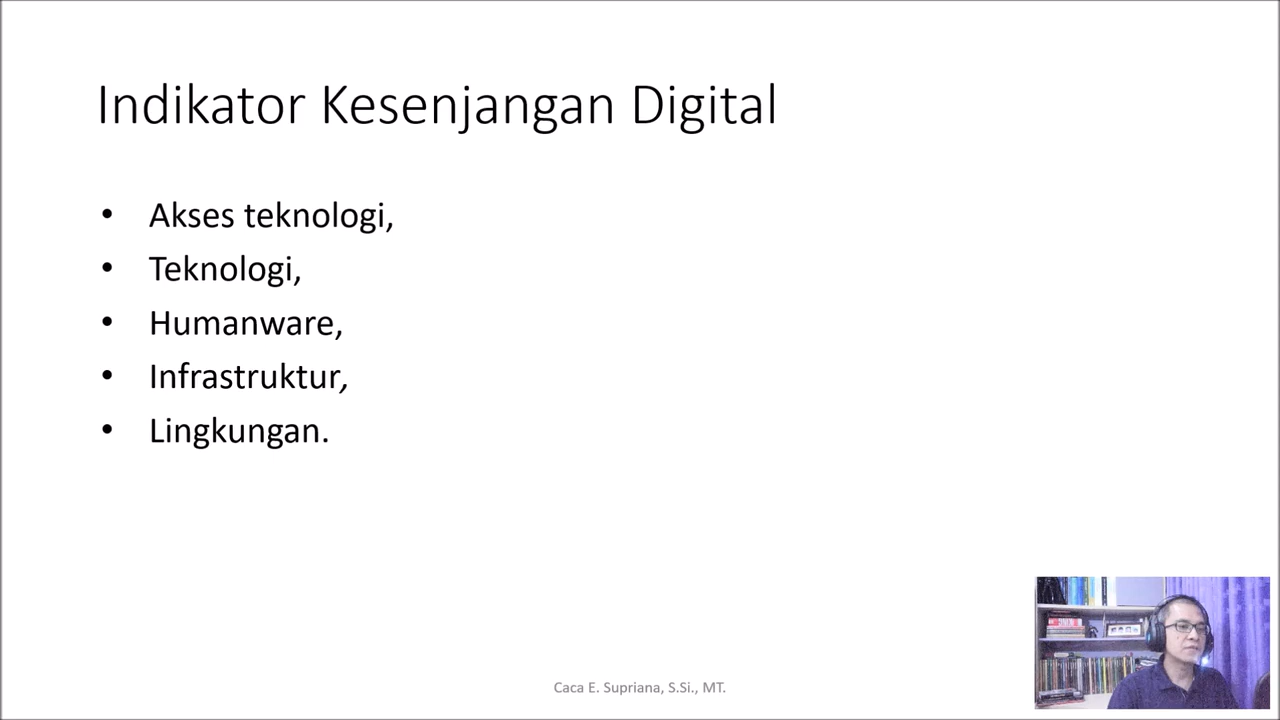 Indikator Kesenjangan Digital
• Akses teknologi,
• Teknologi,
• Humanware,
• Infrastruktur,
• Lingkungan.
Caca E. Supriana, S.Si., MT.